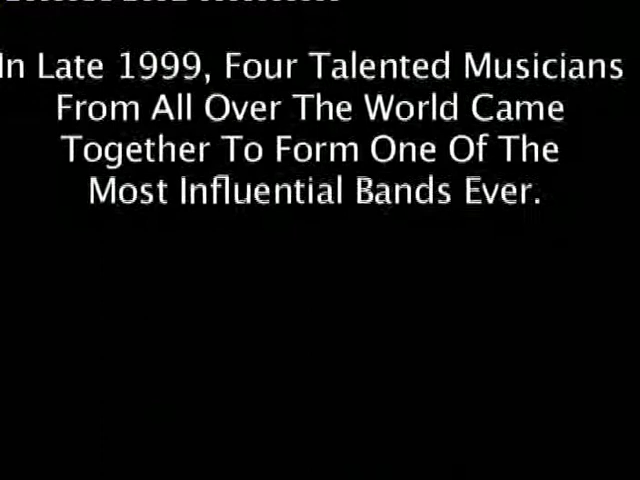 In Late 1999, Four Talented Musicians
From All Over The World Came
Together To Form One Of The
Most Influential Bands Ever.